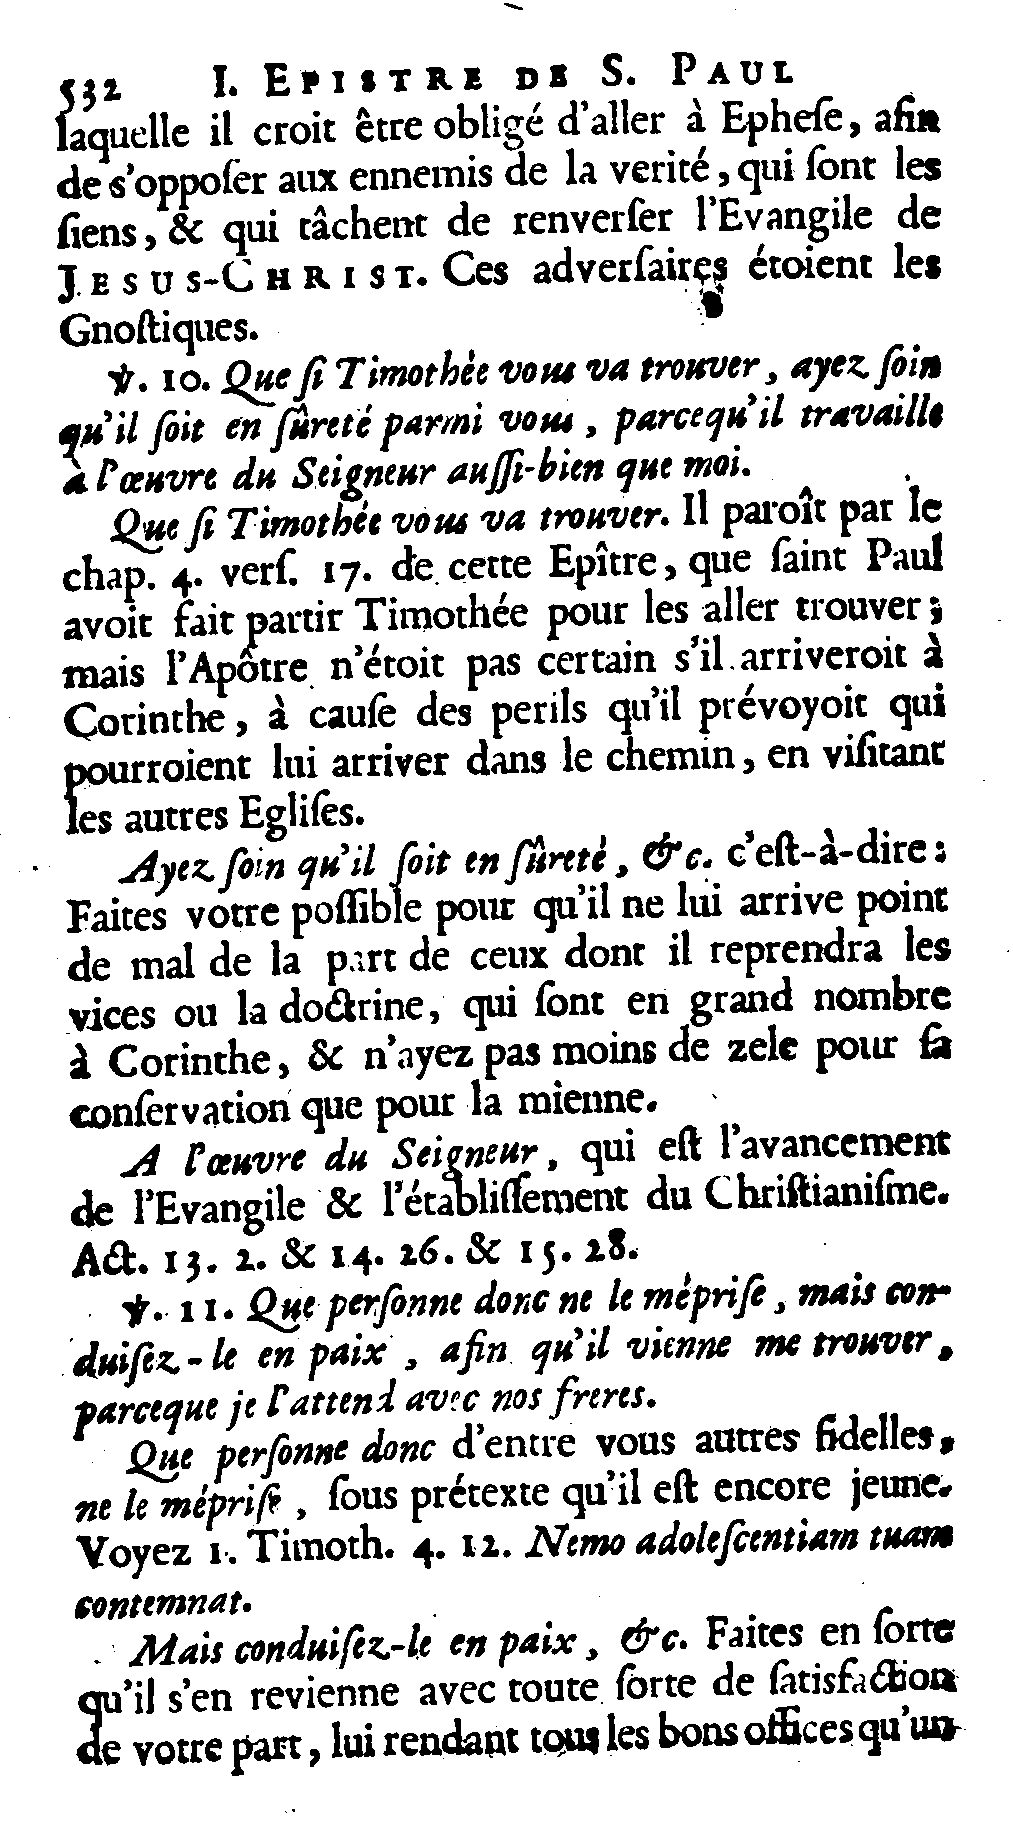 532 I. EPISTRE DE S. PAUL
laquelle il croit être obligé d'aller à Ephese, afin
de s'opposer aux ennemis de la verité, qui sont les
siens, & qui tâchent de renverser l'Evangile de
JESUS-CHRIST. Ces adversaires étoient les
Gnostiques.
℣. 10. Que si Timothée vous va trouver, ayez soin
qu'il soit en sûreté parmi vous, parcequ'il travaille
à l'œuvre du Seigneur aussi-bien que moi.
Que si Timothée vous va trouver. Il paroît par le
chap. 4. vers. 17. de cette Epître, que saint Paul
avoit fait partir Timothée pour les aller trouver;
mais l'Apôtre n'étoit pas certain s'il arriveroit à
Corinthe, à cause des perils qu'il prévoyoit qui
pourroient lui arriver dans le chemin, en visitant
les autres Eglises.
Ayez soin qu'il soit en sûreté, &c. c'est-à-dire:
Faites votre possible pour qu'il ne lui arrive point
de mal de la part de ceux dont il reprendra les
vices ou la doctrine, qui sont en grand nombre
à Corinthe, & n'ayez pas moins de zele pour sa
conservation que pour la mienne.
A l'œuvre du Seigneur, qui est l'avancement
de l'Evangile & l'établissement du Christianisme.
Act. 13. 2. & 14. 26. & 15. 28.
℣. 11. Que personne donc ne le méprise, mais con-
duisez-le en paix, afin qu'il vienne me trouver,
parceque je l'attend avec nos freres.
Que personne donc d'entre vous autres fidelles,
ne le méprise, sous prétexte qu'il est encore jeune.
Voyez 1. Timoth. 4. 12. Nemo adolescentiam tuam
contemnat.
Mais conduisez-le en paix, &c. Faites en sorte
qu'il s'en revienne avec toute sorte de satisfaction
de votre part, lui rendant tous les bons offices qu'un-